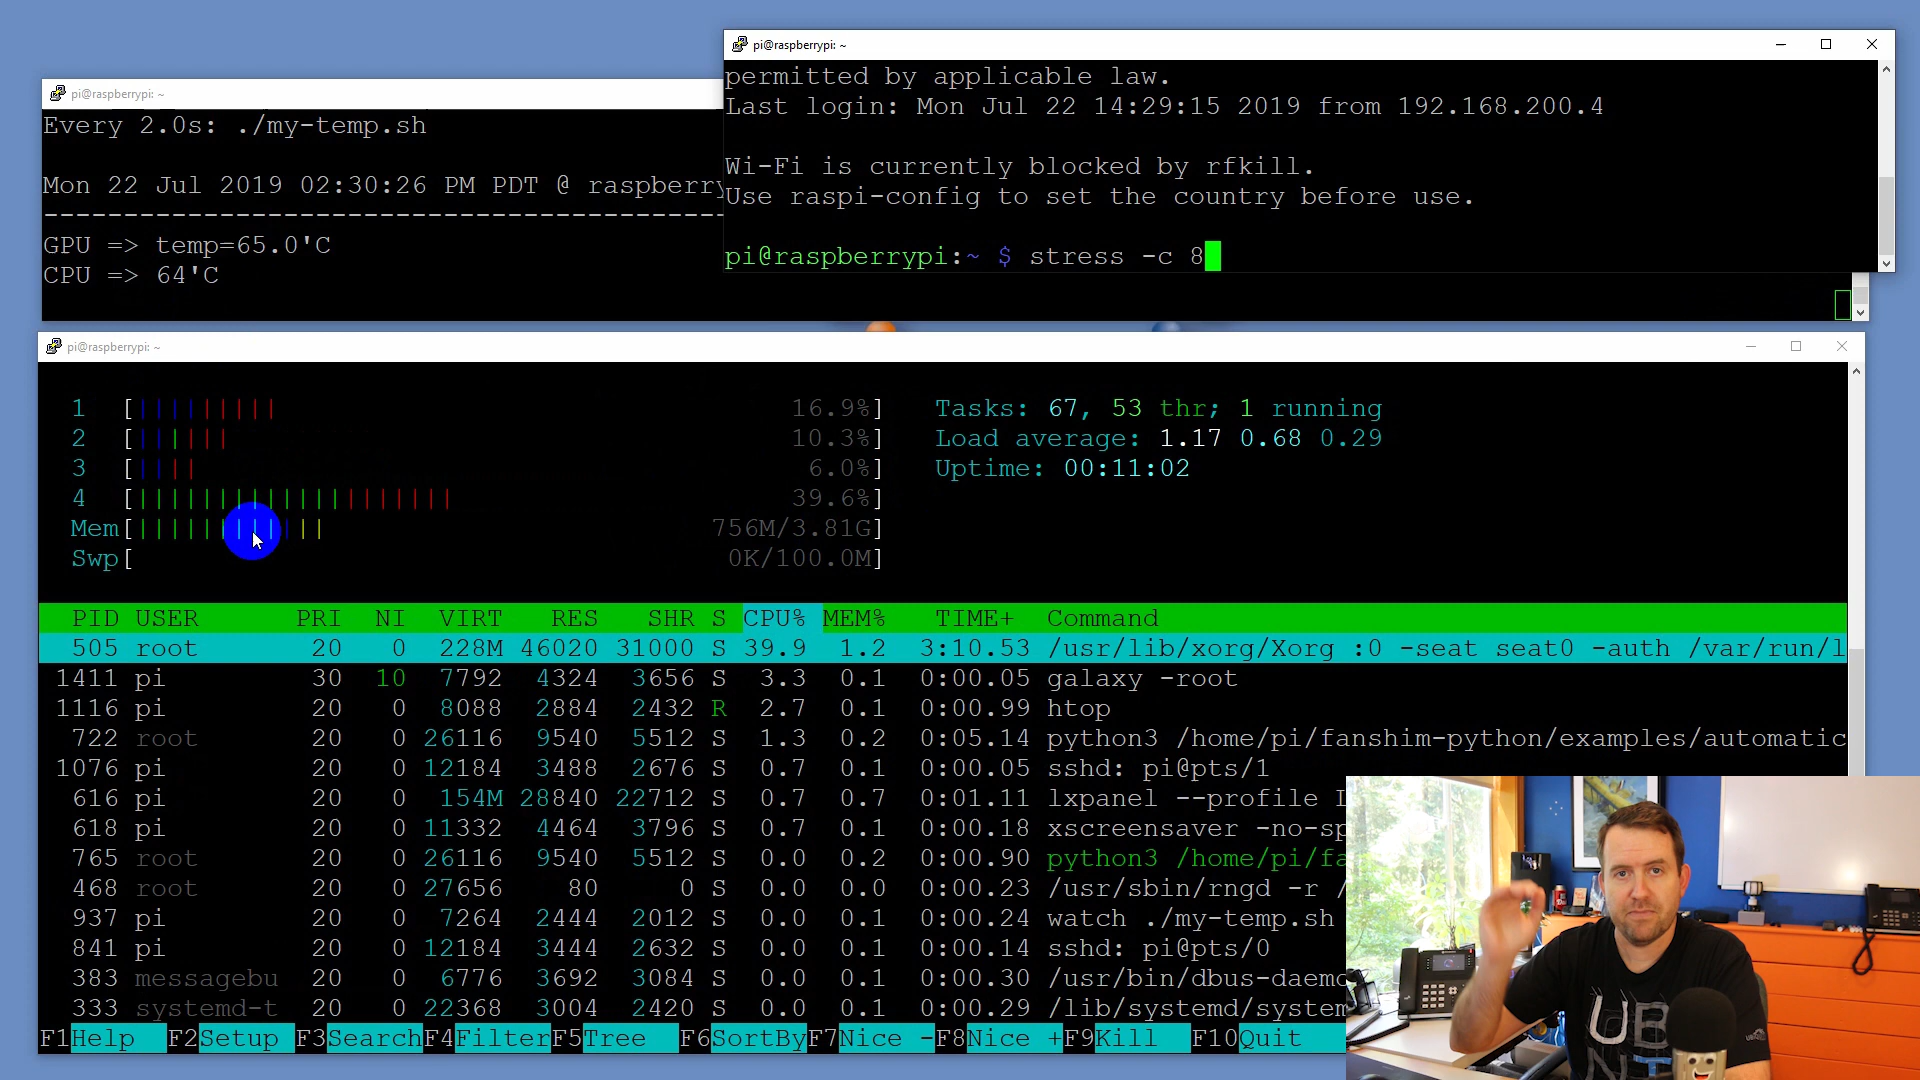 pi@raspberrypi: ~
permitted by applicable law.
Last login: Mon Jul 22 14:29:15 2019 from 192.168.200.4
Wi-Fi is currently blocked by rfkill.
Use raspi-config to set the country before use.
pi@raspberrypi:~ $ stress -c 8
pi@raspberrypi: ~
Every 2.0s: ./my-temp.sh
Mon 22 Jul 2019 02:30:26 PM PDT @ raspberry
-------------------------------------------
GPU => temp=65.0'C
CPU => 64'C
pi@raspberrypi: ~
1 [||||||||| 16.9%] Tasks: 67, 53 thr; 1 running
2 [|||||| 10.3%] Load average: 1.17 0.68 0.29
3 [|||| 6.0%] Uptime: 00:11:02
4 [|||||||||||||||||||| 39.6%]
Mem[|||||||||||| 756M/3.81G]
Swp[ 0K/100.0M]
PID USER PRI NI VIRT RES SHR S CPU% MEM% TIME+ Command
505 root 20 0 228M 46020 31000 S 39.9 1.2 3:10.53 /usr/lib/xorg/Xorg :0 -seat seat0 -auth /var/run/l
1411 pi 30 10 7792 4324 3656 S 3.3 0.1 0:00.05 galaxy -root
1116 pi 20 0 8088 2884 2432 R 2.7 0.1 0:00.99 htop
722 root 20 0 26116 9540 5512 S 1.3 0.2 0:05.14 python3 /home/pi/fanshim-python/examples/automatic
1076 pi 20 0 12184 3488 2676 S 0.7 0.1 0:00.05 sshd: pi@pts/1
616 pi 20 0 154M 28840 22712 S 0.7 0.7 0:01.11 lxpanel --profile
618 pi 20 0 11332 4464 3796 S 0.7 0.1 0:00.18 xscreensaver -no-sp
765 root 20 0 26116 9540 5512 S 0.0 0.2 0:00.90 python3 /home/pi/fa
468 root 20 0 27656 80 0 S 0.0 0.0 0:00.23 /usr/sbin/rngd -r /
937 pi 20 0 7264 2444 2012 S 0.0 0.1 0:00.24 watch ./my-temp.sh
841 pi 20 0 12184 3444 2632 S 0.0 0.1 0:00.14 sshd: pi@pts/0
383 messagebu 20 0 6776 3692 3084 S 0.0 0.1 0:00.30 /usr/bin/dbus-daemo
333 systemd-t 20 0 22368 3004 2420 S 0.0 0.1 0:00.29 /lib/systemd/system
F1Help F2Setup F3SearchF4FilterF5Tree F6SortByF7Nice -F8Nice +F9Kill F10Quit
UB
NT